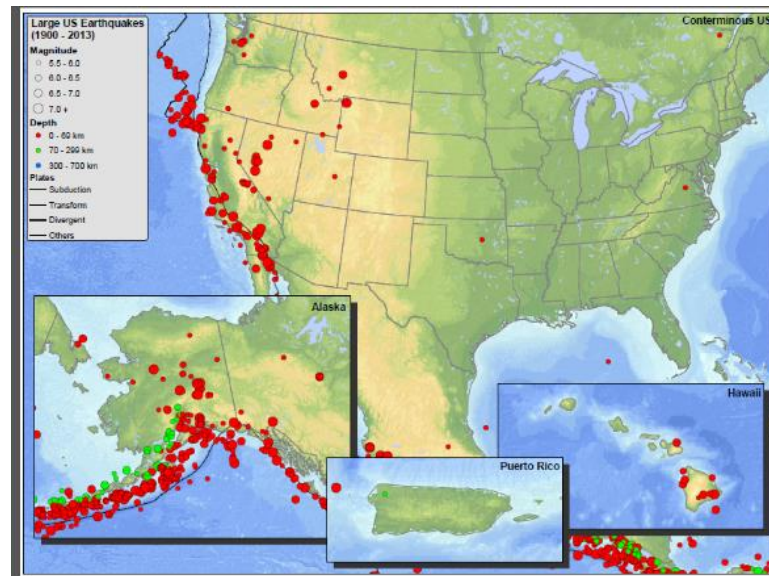 Large US Earthquakes
(1900 - 2013)
Magnitude
5.5 - 6.0
6.0 - 6.5
6.5 - 7.0
7.0 +
Depth
0 - 69 km
70 - 299 km
300 - 700 km
Plates
Subduction
Transform
Divergent
Others
Conterminous US
Alaska
Hawaii
Puerto Rico